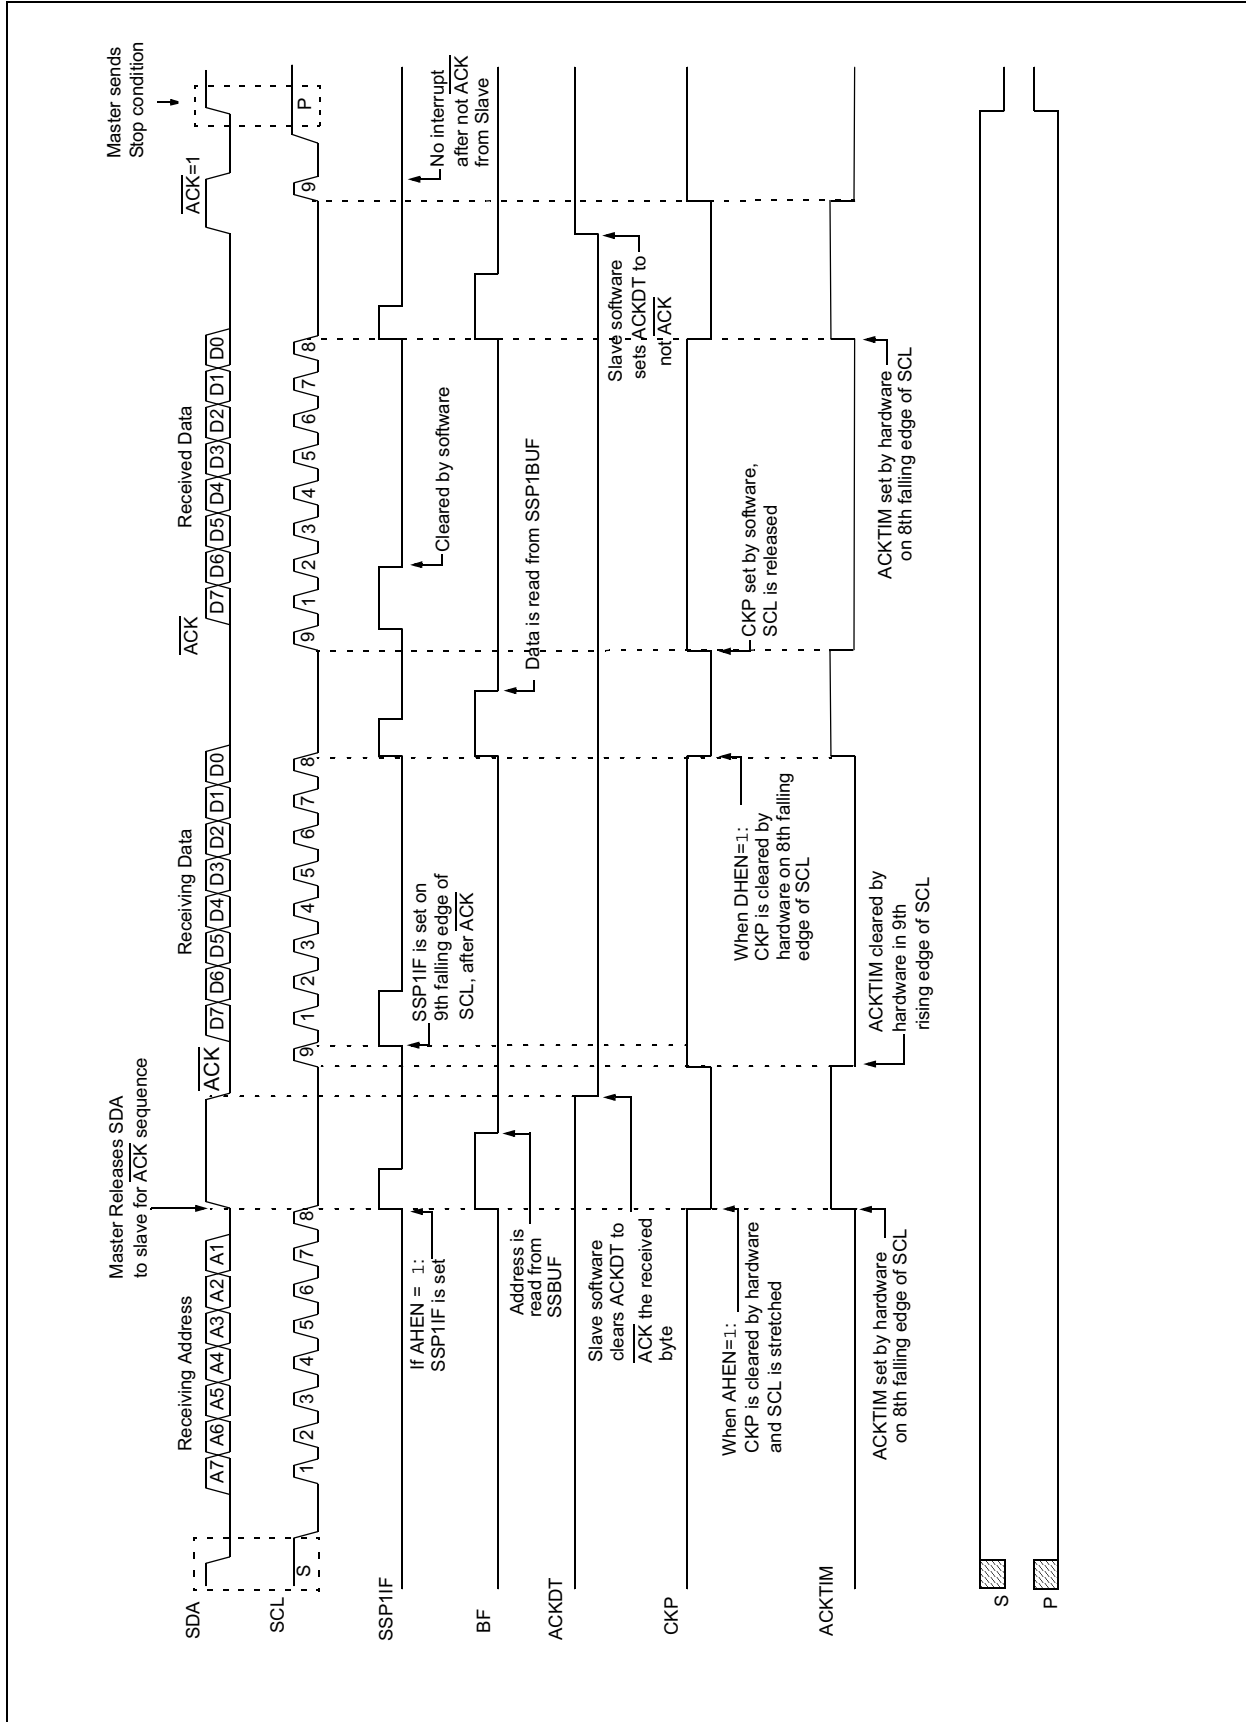 Master Releases SDA
to slave for ACK sequence
Master sends
Stop condition
Receiving Address
Receiving Data
Received Data
ACK
ACK
ACK=1
SDA
A7 A6 A5 A4 A3 A2 A1
D7 D6 D5 D4 D3 D2 D1 D0
D7 D6 D5 D4 D3 D2 D1 D0
SCL
S
1 2 3 4 5 6 7 8
9 1 2 3 4 5 6 7 8
9 1 2 3 4 5 6 7 8
9
P
SSP1IF
If AHEN = 1:
SSP1IF is set
SSP1IF is set on
9th falling edge of
SCL, after ACK
Cleared by software
No interrupt
after not ACK
from Slave
BF
Address is
read from
SSBUF
Data is read from SSP1BUF
ACKDT
Slave software
clears ACKDT to
ACK the received
byte
Slave software
sets ACKDT to
not ACK
CKP
When AHEN=1:
CKP is cleared by hardware
and SCL is stretched
When DHEN=1:
CKP is cleared by
hardware on 8th falling
edge of SCL
CKP set by software,
SCL is released
ACKTIM
ACKTIM set by hardware
on 8th falling edge of SCL
ACKTIM cleared by
hardware in 9th
rising edge of SCL
ACKTIM set by hardware
on 8th falling edge of SCL
S
P